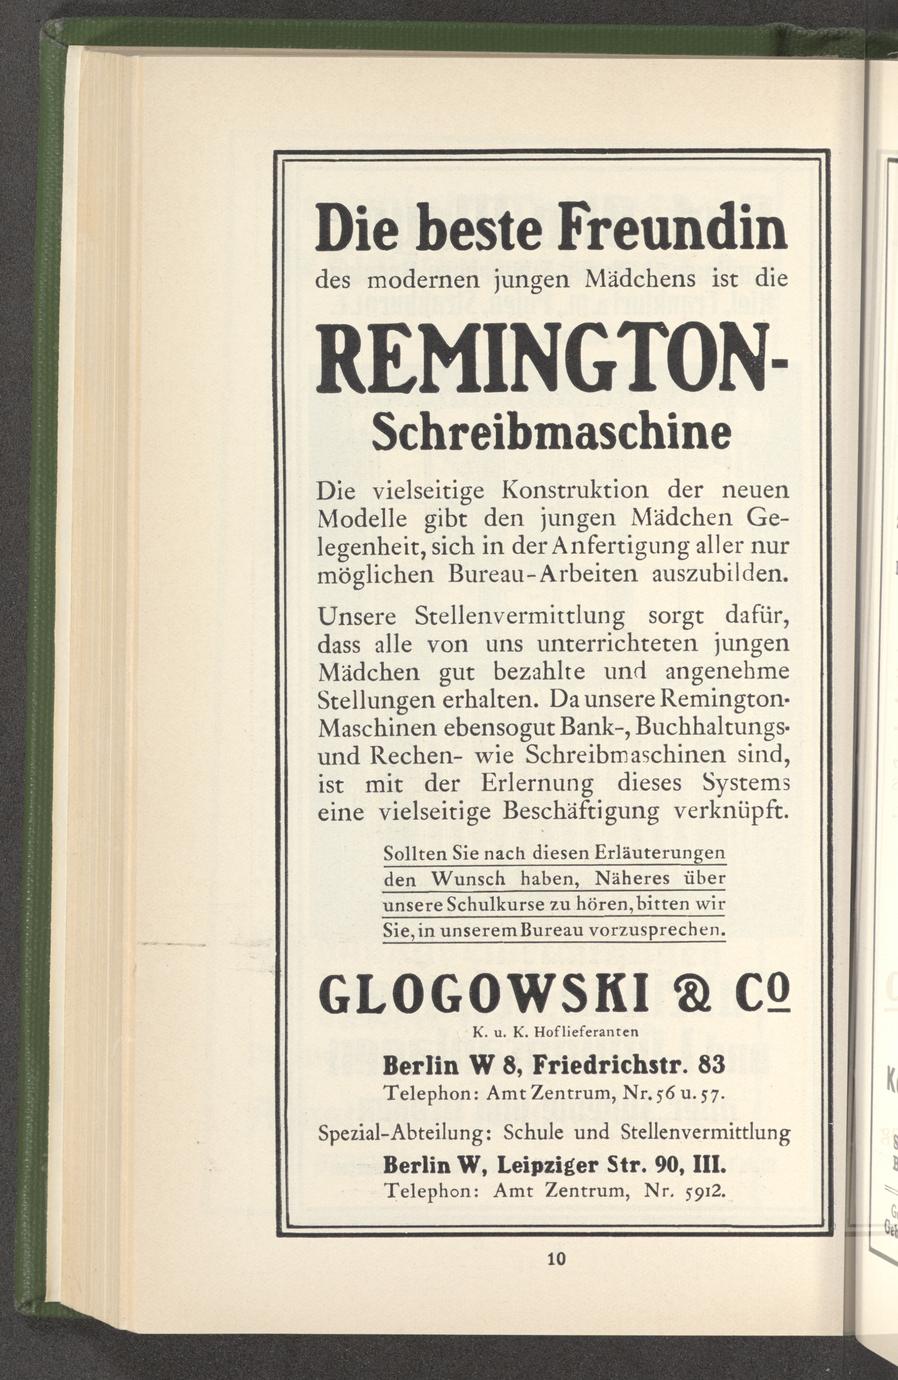 Die beste Freundin
des modernen jungen Mädchens ist die
REMINGTON-
Schreibmaschine
Die vielseitige Konstruktion der neuen
Modelle gibt den jungen Mädchen Ge-
legenheit, sich in der Anfertigung aller nur
möglichen Bureau-Arbeiten auszubilden.
Unsere Stellenvermittlung sorgt dafür,
dass alle von uns unterrichteten jungen
Mädchen gut bezahlte und angenehme
Stellungen erhalten. Da unsere Remington-
Maschinen ebensogut Bank-, Buchhaltungs-
und Rechen- wie Schreibmaschinen sind,
ist mit der Erlernung dieses Systems
eine vielseitige Beschäftigung verknüpft.
Sollten Sie nach diesen Erläuterungen
den Wunsch haben, Näheres über
unsere Schulkurse zu hören, bitten wir
Sie, in unserem Bureau vorzusprechen.
GLOGOWSKI & Co
K. u. K. Hoflieferanten
Berlin W 8, Friedrichstr. 83
Telephon: Amt Zentrum, Nr. 56 u. 57.
Spezial-Abteilung: Schule und Stellenvermittlung
Berlin W, Leipziger Str. 90, III.
Telephon: Amt Zentrum, Nr. 5912.
10